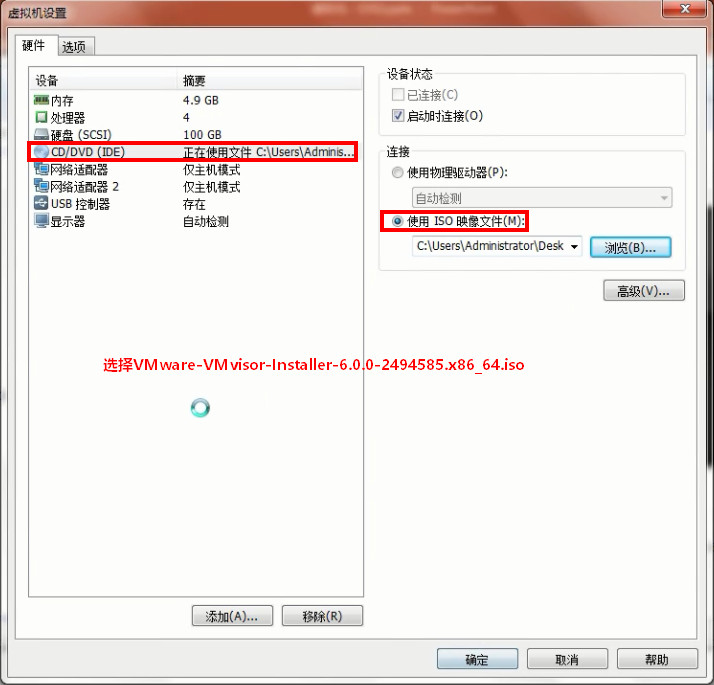 虚拟机设置
硬件 选项
设备 摘要
内存 4.9 GB
处理器 4
硬盘 (SCSI) 100 GB
CD/DVD (IDE) 正在使用文件 C:\Users\Adminis...
网络适配器 仅主机模式
网络适配器 2 仅主机模式
USB 控制器 存在
显示器 自动检测
设备状态
已连接(C)
启动时连接(O)
连接
使用物理驱动器(P):
自动检测
使用 ISO 映像文件(M):
C:\Users\Administrator\Desk
浏览(B)...
高级(V)...
选择VMware-VMvisor-Installer-6.0.0-2494585.x86_64.iso
添加(A)... 移除(R)
确定 取消 帮助